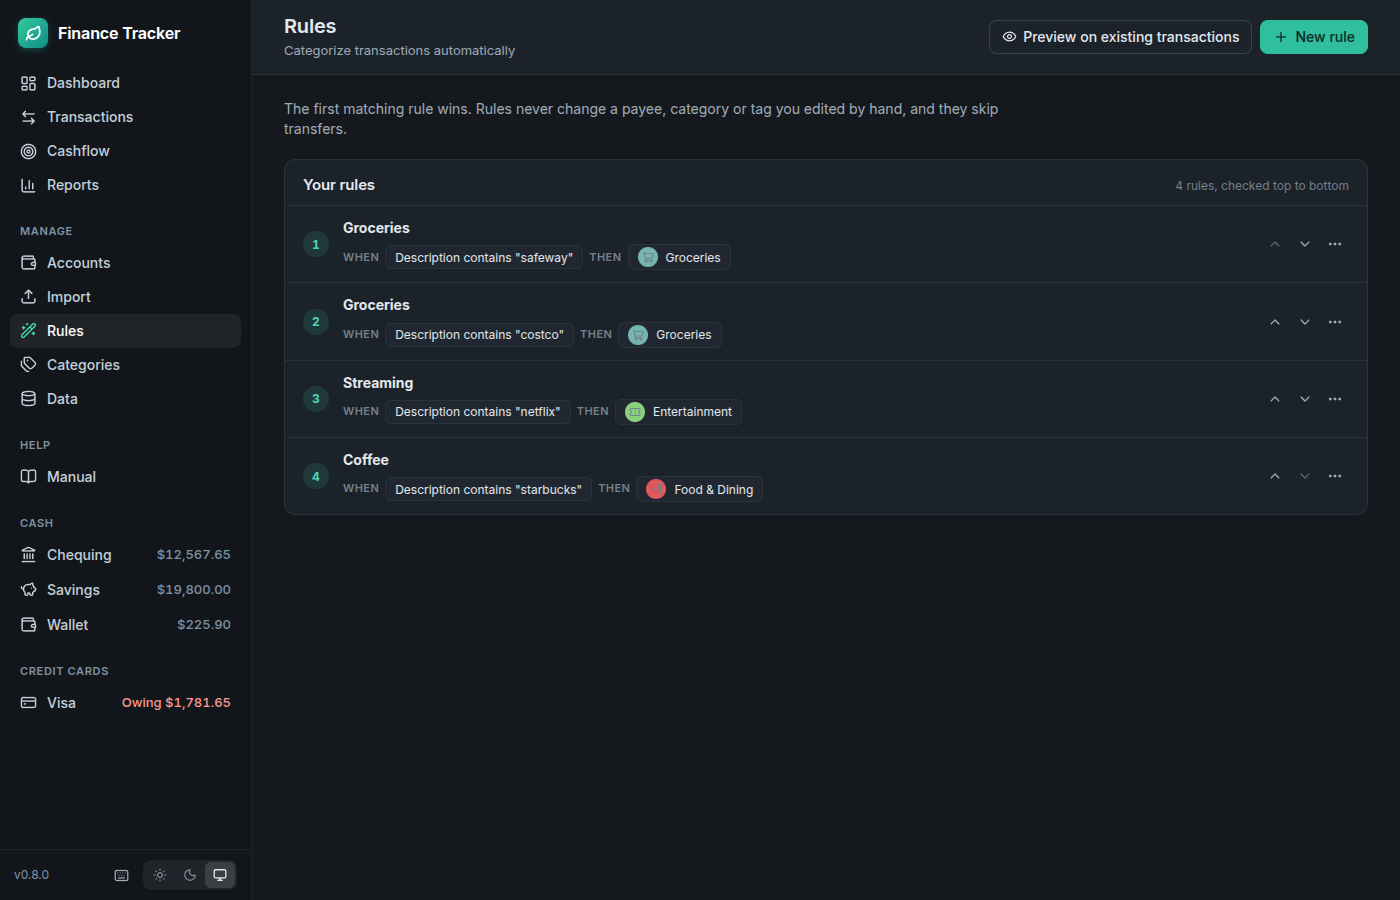 Finance Tracker
Dashboard
Transactions
Cashflow
Reports
MANAGE
Accounts
Import
Rules
Categories
Data
HELP
Manual
CASH
Chequing $12,567.65
Savings $19,800.00
Wallet $225.90
CREDIT CARDS
Visa Owing $1,781.65
v0.8.0
Rules
Categorize transactions automatically
Preview on existing transactions
New rule
The first matching rule wins. Rules never change a payee, category or tag you edited by hand, and they skip
transfers.
Your rules
4 rules, checked top to bottom
1
Groceries
WHEN Description contains "safeway" THEN Groceries
2
Groceries
WHEN Description contains "costco" THEN Groceries
3
Streaming
WHEN Description contains "netflix" THEN Entertainment
4
Coffee
WHEN Description contains "starbucks" THEN Food & Dining